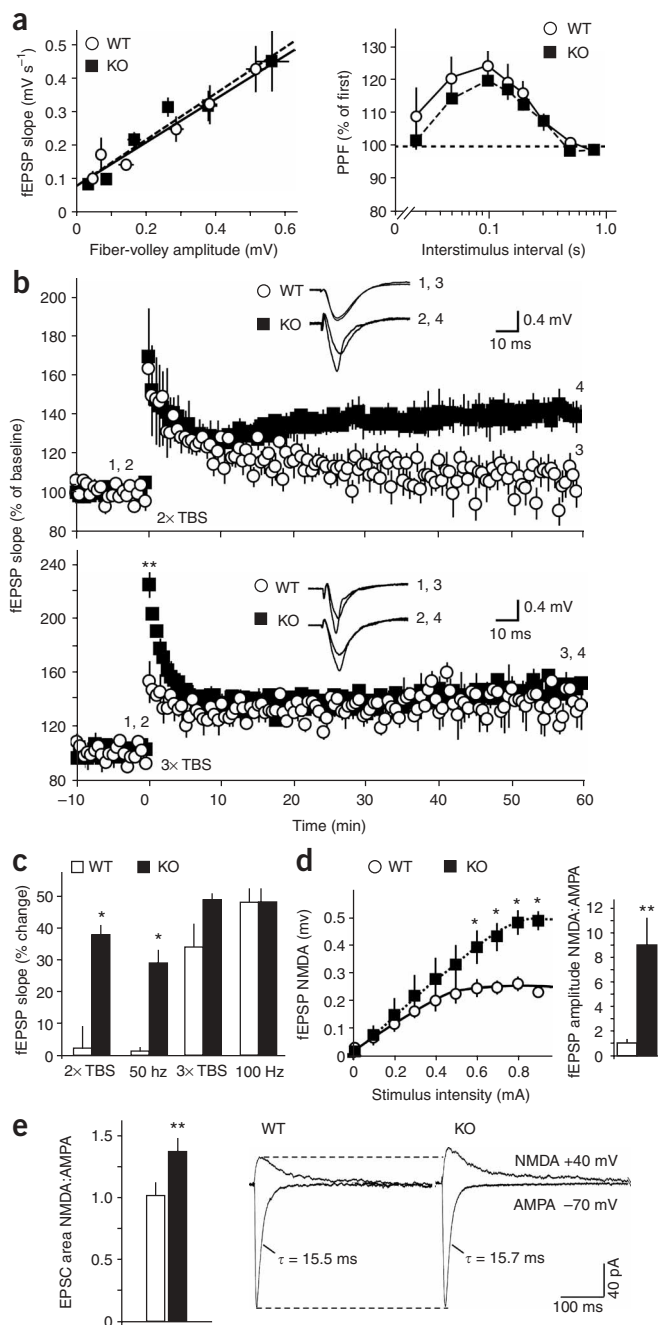 a
WT
KO
fEPSP slope (mV s⁻¹)
0.5
0.4
0.3
0.2
0.1
0
0 0.1 0.2 0.3 0.4 0.5 0.6
Fiber-volley amplitude (mV)
WT
KO
PPF (% of first)
130
120
110
100
90
80
0 0.1 1.0
Interstimulus interval (s)
b
fEPSP slope (% of baseline)
200
180
160
140
120
100
80
WT
KO
1, 3
2, 4
0.4 mV
10 ms
4
3
1, 2
2× TBS
240
220
180
140
100
80
**
WT
KO
1, 3
2, 4
0.4 mV
10 ms
3, 4
1, 2
3× TBS
−10 0 10 20 30 40 50 60
Time (min)
c
WT KO
fEPSP slope (% change)
50
40
30
20
10
0
*
*
2× TBS 50 hz 3× TBS 100 Hz
d
WT
KO
fEPSP NMDA (mv)
0.5
0.4
0.3
0.2
0.1
0
* * * *
0 0.2 0.4 0.6 0.8
Stimulus intensity (mA)
fEPSP amplitude NMDA:AMPA
12
10
8
6
4
2
0
**
e
EPSC area NMDA:AMPA
1.5
1.0
0.5
0
**
WT
KO
NMDA +40 mV
AMPA −70 mV
τ = 15.5 ms
τ = 15.7 ms
40 pA
100 ms